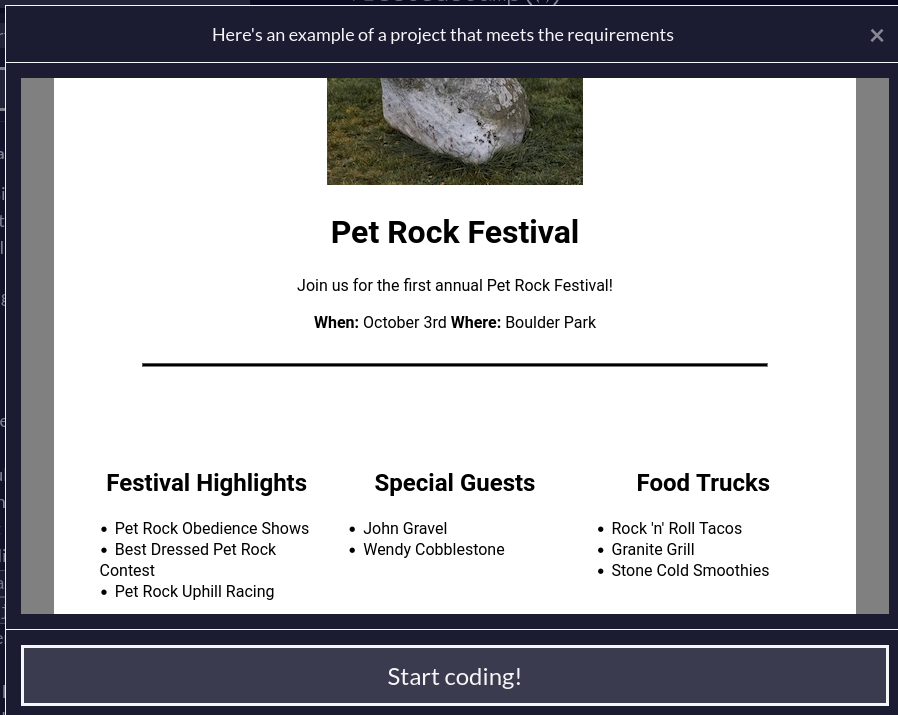 Here's an example of a project that meets the requirements
×
Pet Rock Festival
Join us for the first annual Pet Rock Festival!
When: October 3rd Where: Boulder Park
Festival Highlights
• Pet Rock Obedience Shows
• Best Dressed Pet Rock
Contest
• Pet Rock Uphill Racing
Special Guests
• John Gravel
• Wendy Cobblestone
Food Trucks
• Rock 'n' Roll Tacos
• Granite Grill
• Stone Cold Smoothies
Start coding!